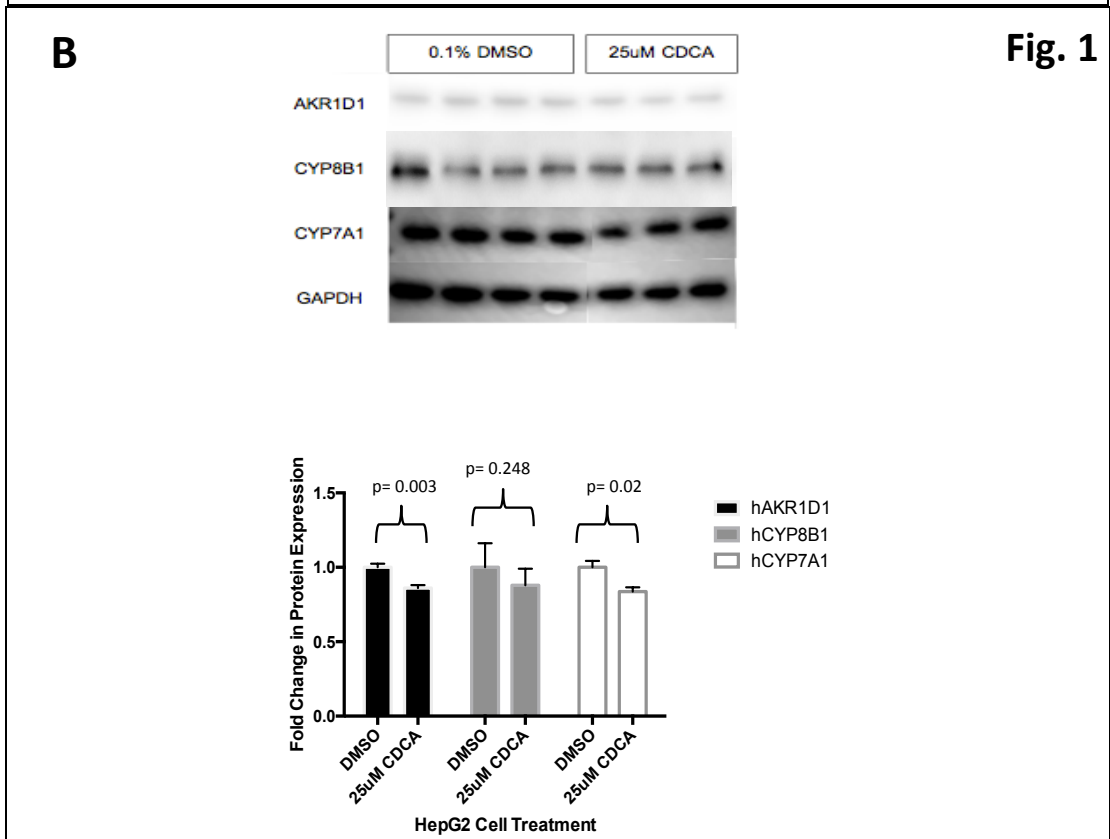 B
Fig. 1
0.1% DMSO
25uM CDCA
AKR1D1
CYP8B1
CYP7A1
GAPDH
Fold Change in Protein Expression
1.5
1.0
0.5
0.0
p= 0.003
p= 0.248
p= 0.02
hAKR1D1
hCYP8B1
hCYP7A1
DMSO
25uM CDCA
DMSO
25uM CDCA
DMSO
25uM CDCA
HepG2 Cell Treatment